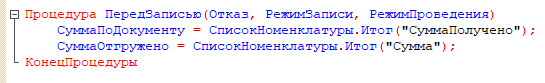 Процедура ПередЗаписью(Отказ, РежимЗаписи, РежимПроведения)
СуммаПоДокументу = СписокНоменклатуры.Итог("СуммаПолучено");
СуммаОтгружено = СписокНоменклатуры.Итог("Сумма");
КонецПроцедуры